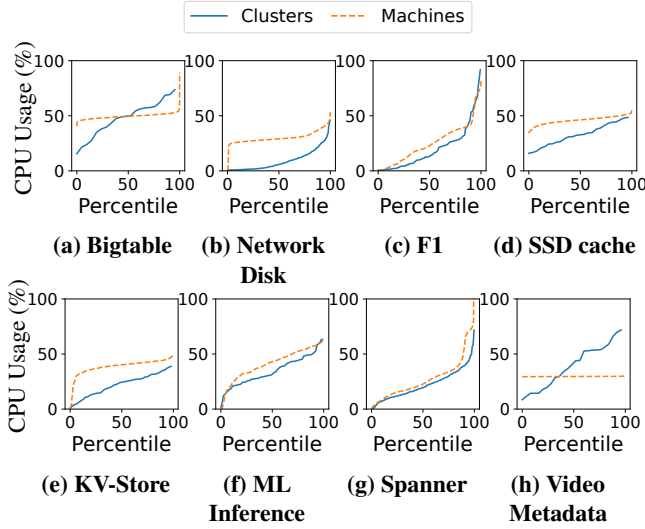 Clusters Machines
CPU Usage (%)
100
50
0
0 50 100
Percentile
(a) Bigtable
100
50
0
0 50 100
Percentile
(b) Network
Disk
100
50
0
0 50 100
Percentile
(c) F1
100
50
0
0 50 100
Percentile
(d) SSD cache
CPU Usage (%)
100
50
0
0 50 100
Percentile
(e) KV-Store
100
50
0
0 50 100
Percentile
(f) ML
Inference
100
50
0
0 50 100
Percentile
(g) Spanner
100
50
0
0 50 100
Percentile
(h) Video
Metadata